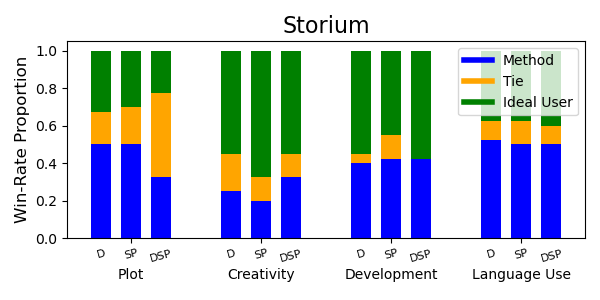 Storium
Win-Rate Proportion
1.0
0.8
0.6
0.4
0.2
0.0
Method
Tie
Ideal User
D SP DSP D SP DSP D SP DSP D SP DSP
Plot Creativity Development Language Use